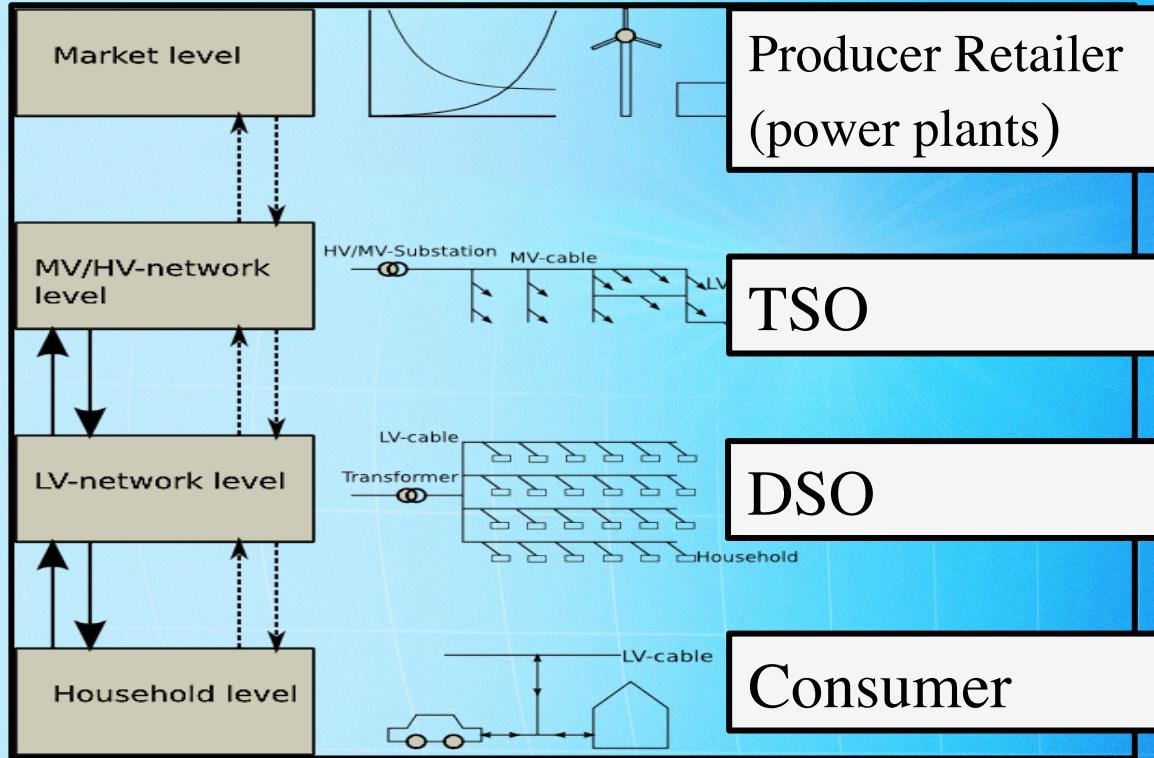 Market level
Producer Retailer
(power plants)
MV/HV-network
level
HV/MV-Substation
MV-cable
LV
TSO
LV-network level
LV-cable
Transformer
Household
DSO
Household level
LV-cable
Consumer